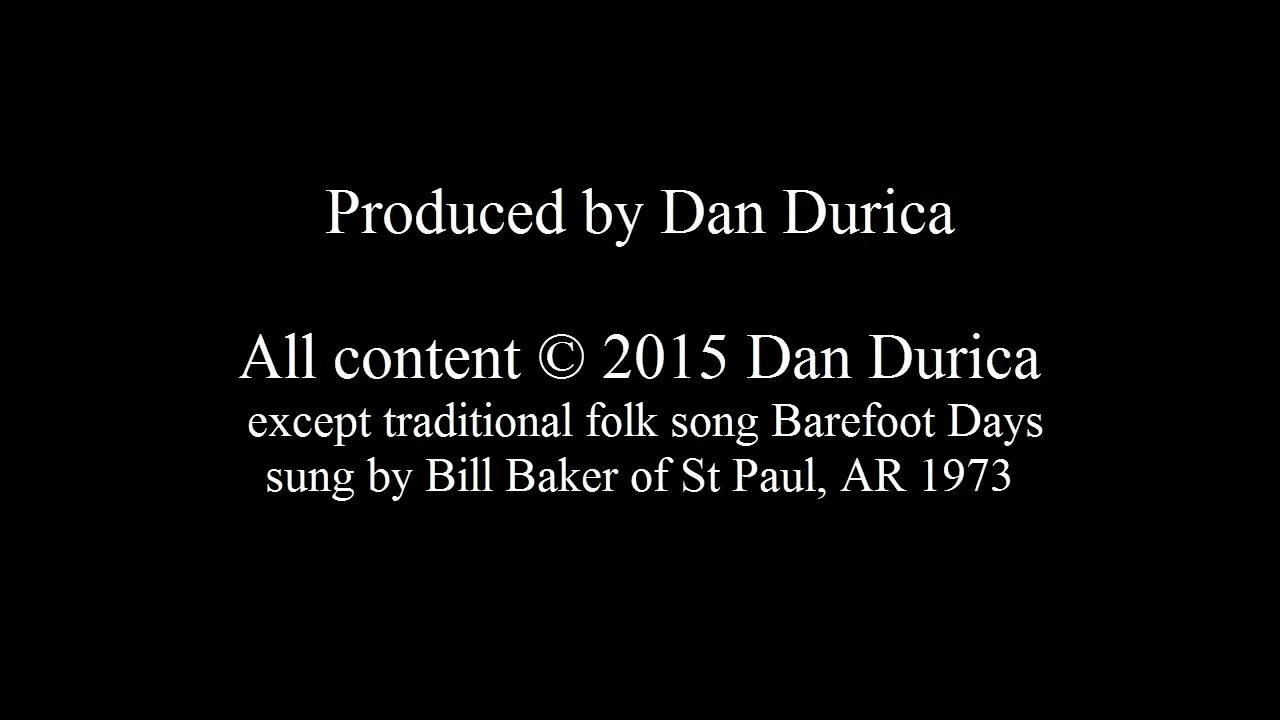 Produced by Dan Durica
All content © 2015 Dan Durica
except traditional folk song Barefoot Days
sung by Bill Baker of St Paul, AR 1973